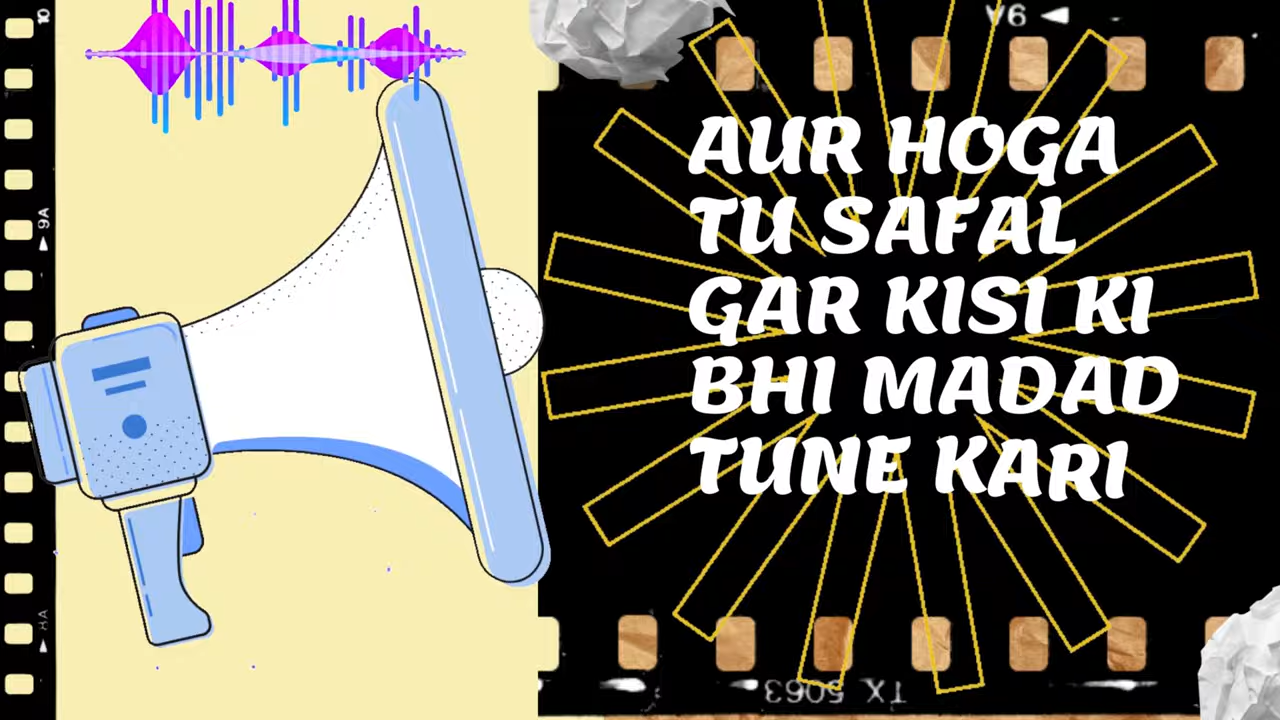 AUR HOGA
TU SAFAL
GAR KISI KI
BHI MADAD
TUNE KARI